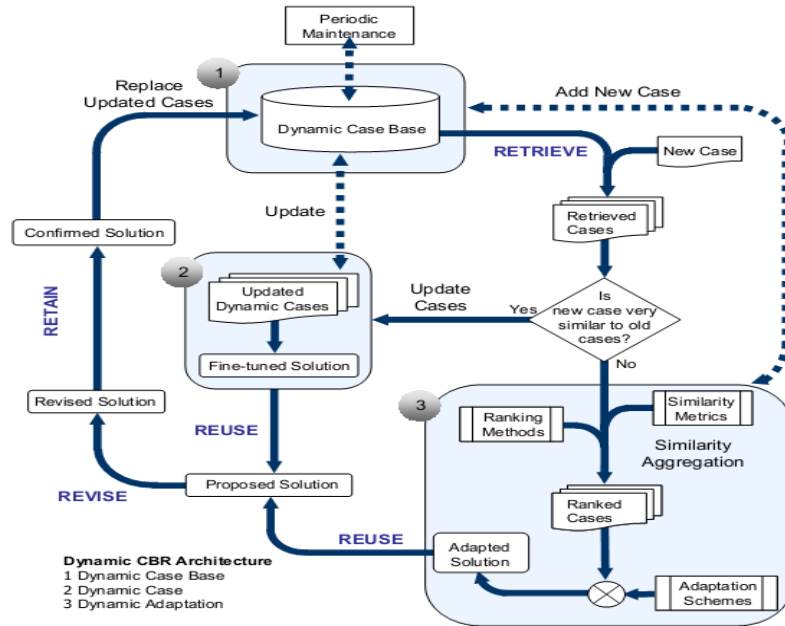 Periodic
Maintenance
1
Replace
Updated Cases
Add New Case
Dynamic Case Base
RETRIEVE
New Case
Update
Retrieved
Cases
Confirmed Solution
2
Updated
Dynamic Cases
Update
Cases
Yes
Is
new case very
similar to old
cases?
No
RETAIN
Fine-tuned Solution
Revised Solution
3
Ranking
Methods
Similarity
Metrics
REUSE
Similarity
Aggregation
REVISE
Proposed Solution
Ranked
Cases
REUSE
Adapted
Solution
Adaptation
Schemes
Dynamic CBR Architecture
1 Dynamic Case Base
2 Dynamic Case
3 Dynamic Adaptation